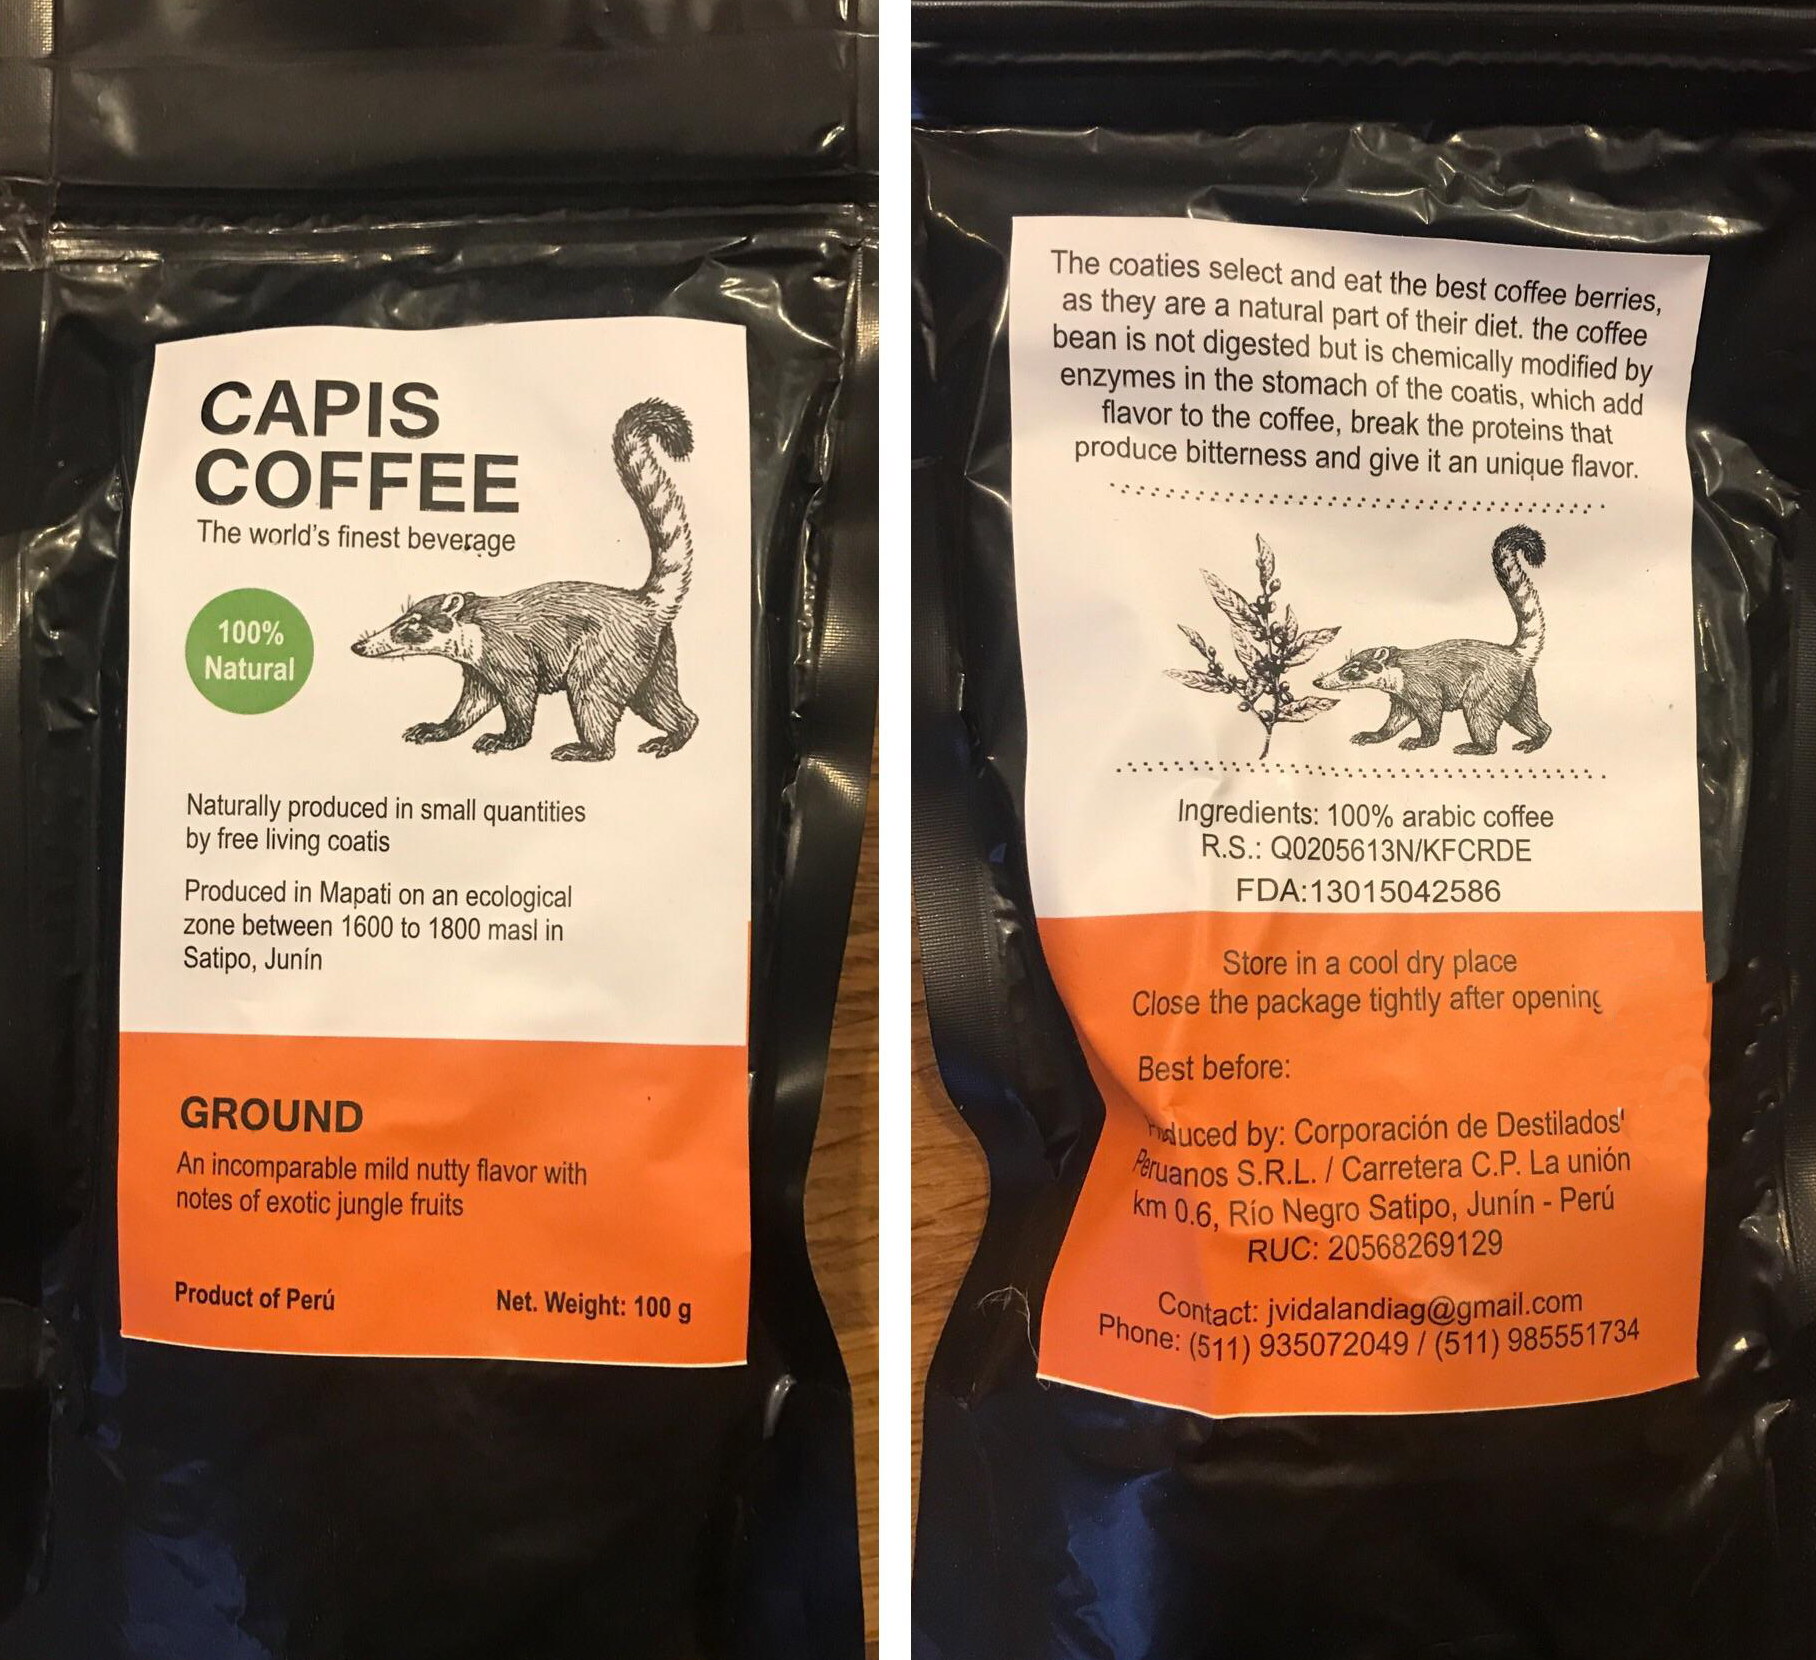 CAPIS
COFFEE
The world's finest beverage
100%
Natural
Naturally produced in small quantities
by free living coatis
Produced in Mapati on an ecological
zone between 1600 to 1800 masl in
Satipo, Junín
GROUND
An incomparable mild nutty flavor with
notes of exotic jungle fruits
Product of Perú
Net. Weight: 100 g
The coaties select and eat the best coffee berries,
as they are a natural part of their diet. the coffee
bean is not digested but is chemically modified by
enzymes in the stomach of the coatis, which add
flavor to the coffee, break the proteins that
produce bitterness and give it an unique flavor.
Ingredients: 100% arabic coffee
R.S.: Q0205613N/KFCRDE
FDA:13015042586
Store in a cool dry place
Close the package tightly after opening
Best before:
Produced by: Corporación de Destilados
Peruanos S.R.L. / Carretera C.P. La unión
km 0.6, Río Negro Satipo, Junín - Perú
RUC: 20568269129
Contact: jvidalandiag@gmail.com
Phone: (511) 935072049 / (511) 985551734